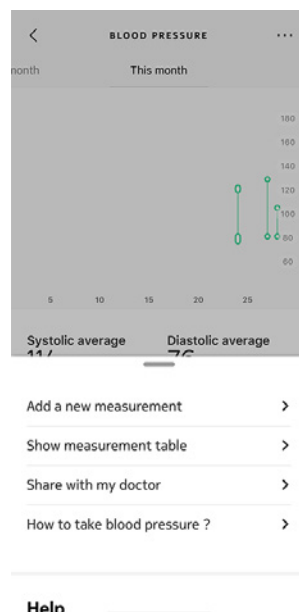 BLOOD PRESSURE
month This month
180
160
140
120
100
80
60
5 10 15 20 25
Systolic average Diastolic average
Add a new measurement
Show measurement table
Share with my doctor
How to take blood pressure ?
Help